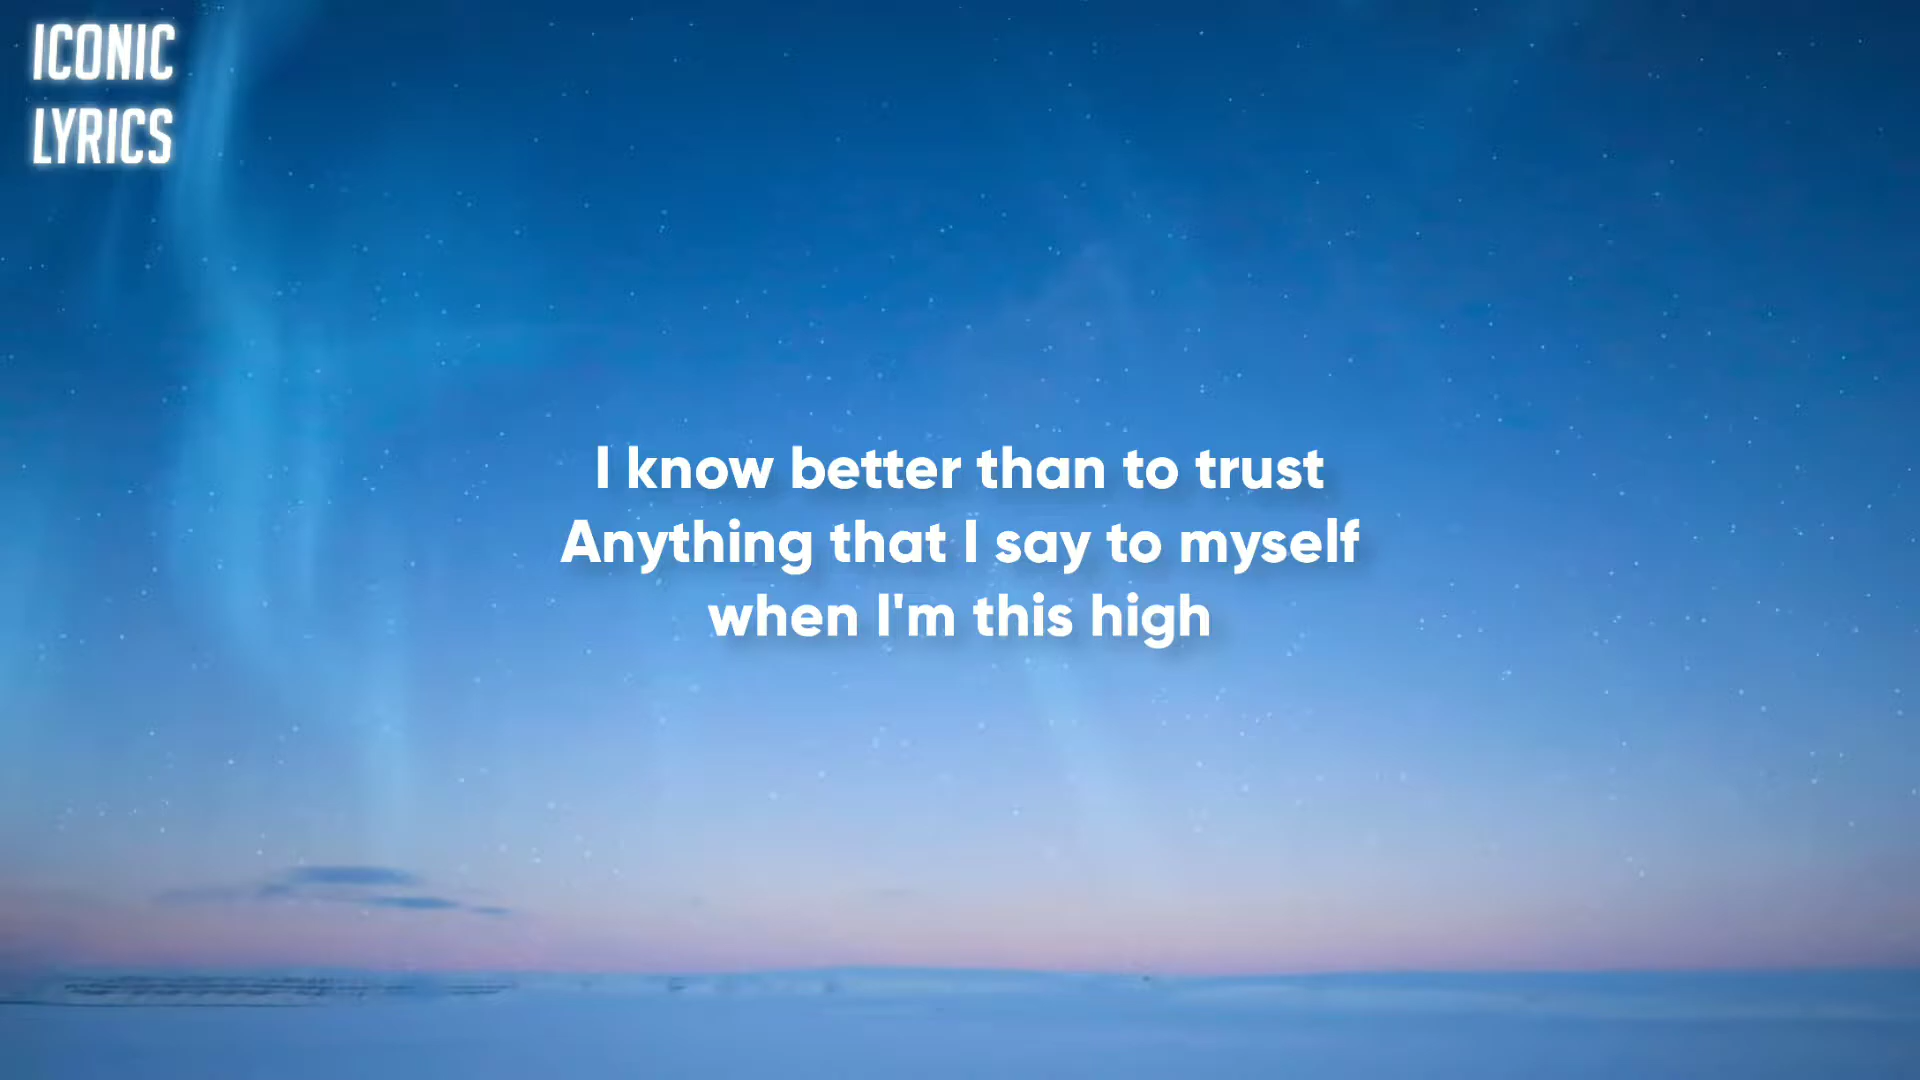 ICONIC
LYRICS
I know better than to trust
Anything that I say to myself
when I'm this high